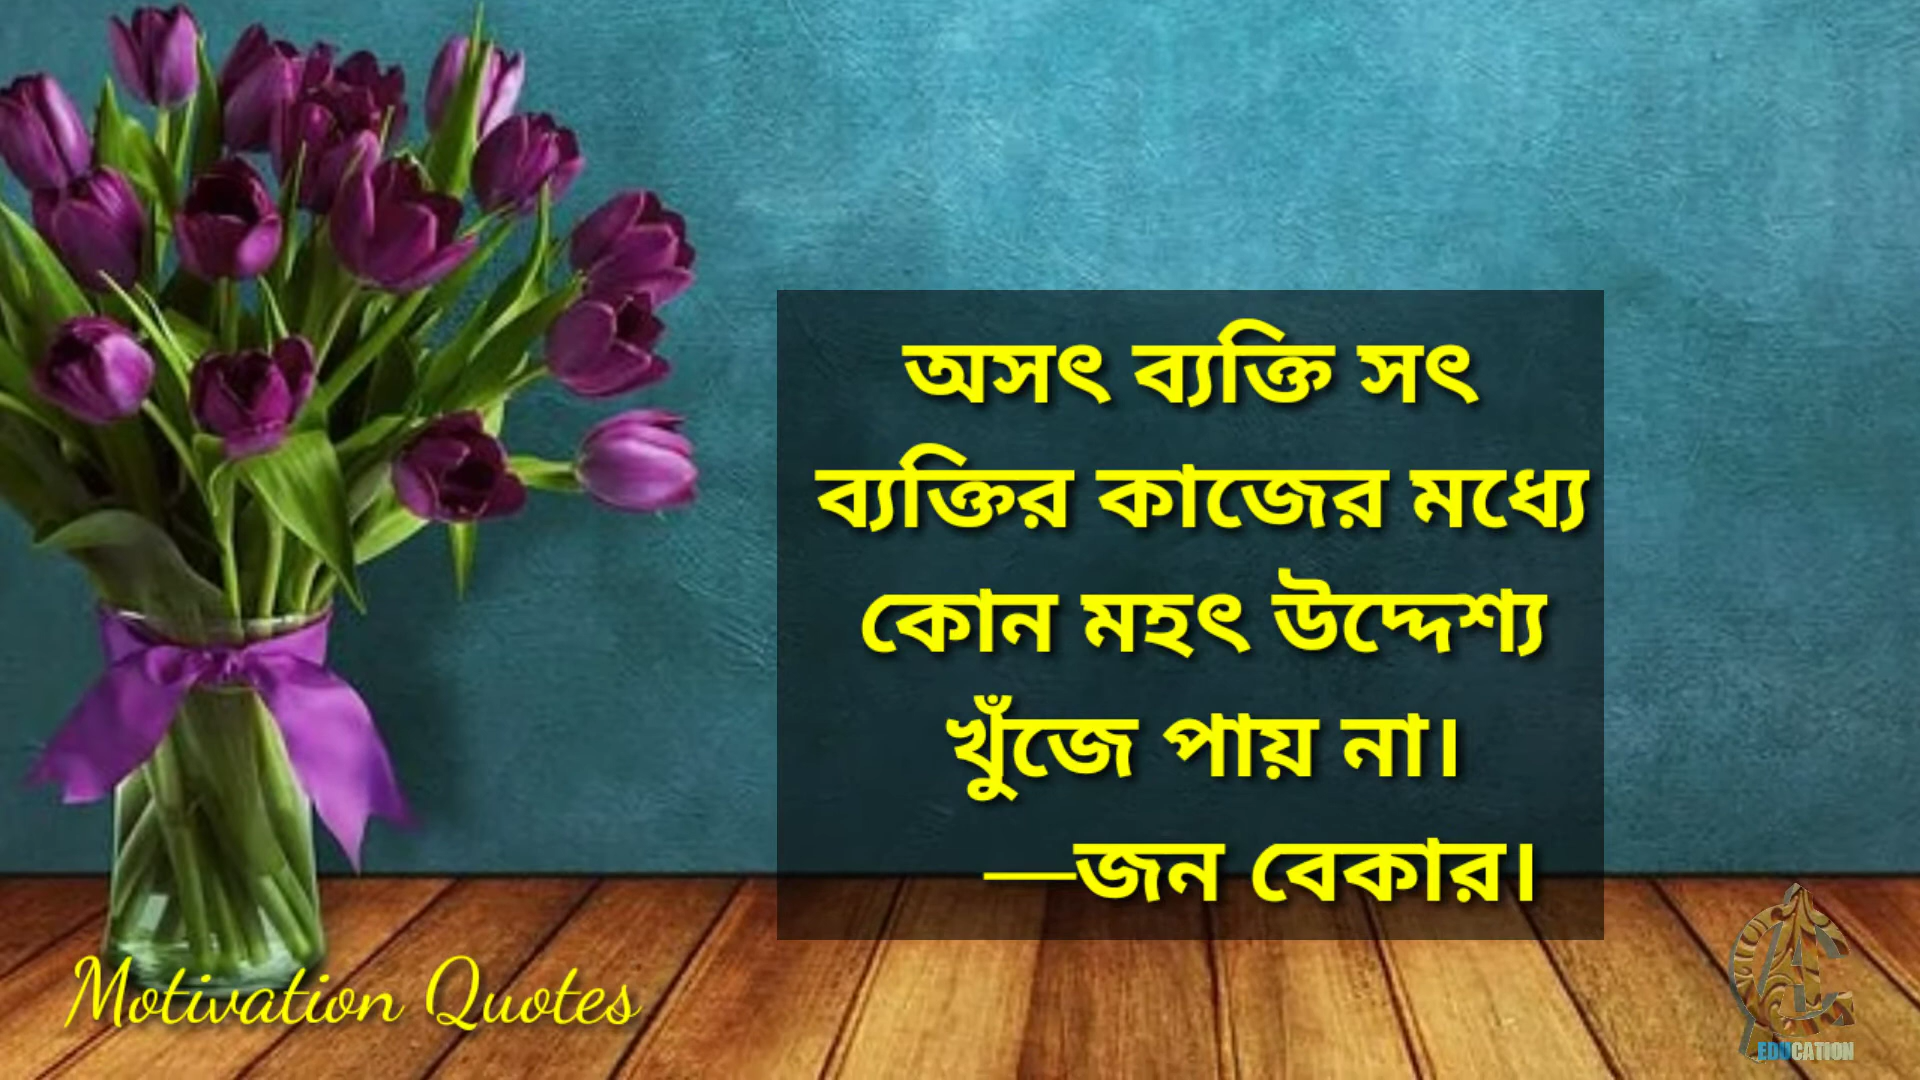 অসৎ ব্যক্তি সৎ
ব্যক্তির কাজের মধ্যে
কোন মহৎ উদ্দেশ্য
খুঁজে পায় না।
—জন বেকার।
Motivation Quotes
EDUCATION